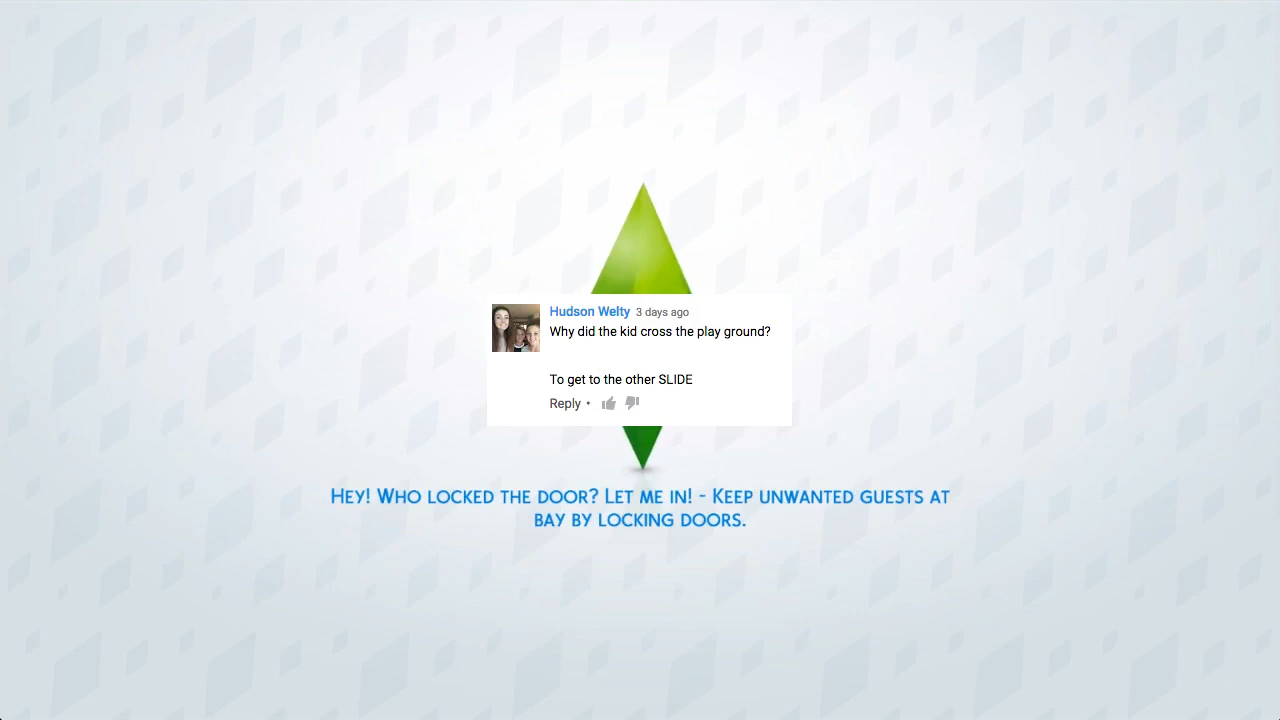 Hudson Welty 3 days ago
Why did the kid cross the play ground?
To get to the other SLIDE
Reply •
HEY! WHO LOCKED THE DOOR? LET ME IN! - KEEP UNWANTED GUESTS AT
BAY BY LOCKING DOORS.